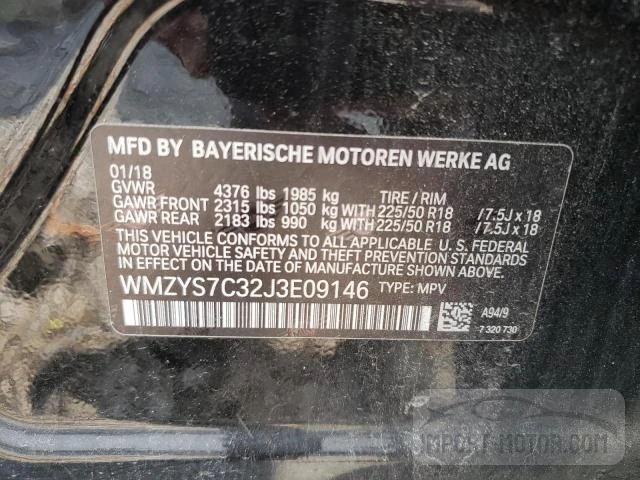 MFD BY BAYERISCHE MOTOREN WERKE AG
01/18
GVWR 4376 lbs 1985 kg TIRE / RIM
GAWR FRONT 2315 lbs 1050 kg WITH 225/50 R18 /7.5J x 18
GAWR REAR 2183 lbs 990 kg WITH 225/50 R18 /7.5J x 18
THIS VEHICLE CONFORMS TO ALL APPLICABLE U. S. FEDERAL
MOTOR VEHICLE SAFETY AND THEFT PREVENTION
STANDARDS IN EFFECT ON THE DATE OF MANUFACTURE SHOWN ABOVE.
WMZYS7C32J3E09146 TYPE: MPV
A94/9
7 320 730
IMPORT-MOTOR.COM